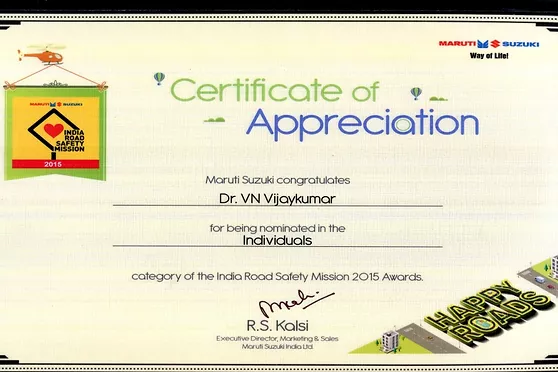 MARUTI SUZUKI
Way of Life!
MARUTI SUZUKI
INDIA
ROAD
SAFETY
MISSION
2015
Certificate of
Appreciation
Maruti Suzuki congratulates
Dr. VN Vijaykumar
for being nominated in the
Individuals
category of the India Road Safety Mission 2015 Awards.
R.S. Kalsi
Executive Director, Marketing & Sales
Maruti Suzuki India Ltd.
HAPPY
ROADS